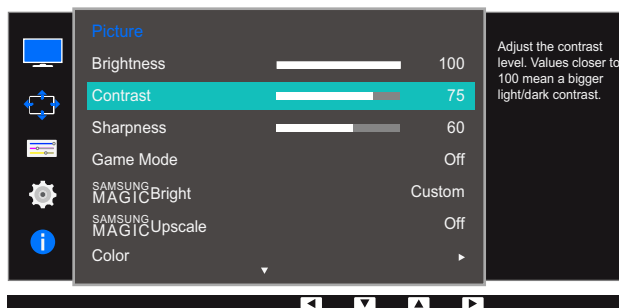 Picture
Brightness 100
Contrast 75
Sharpness 60
Game Mode Off
SAMSUNG
MAGICBright Custom
SAMSUNG
MAGICUpscale Off
Color
Adjust the contrast
level. Values closer to
100 mean a bigger
light/dark contrast.